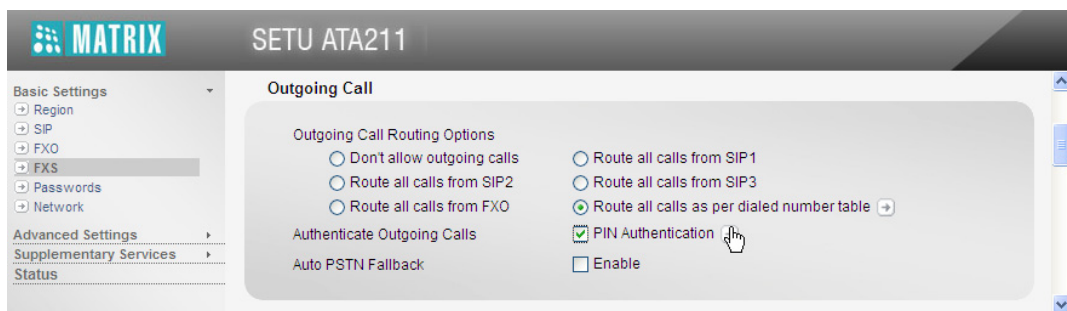 MATRIX
SETU ATA211
Basic Settings
Region
SIP
FXO
FXS
Passwords
Network
Advanced Settings
Supplementary Services
Status
Outgoing Call
Outgoing Call Routing Options
Don't allow outgoing calls
Route all calls from SIP1
Route all calls from SIP2
Route all calls from SIP3
Route all calls from FXO
Route all calls as per dialed number table
Authenticate Outgoing Calls
PIN Authentication
Auto PSTN Fallback
Enable